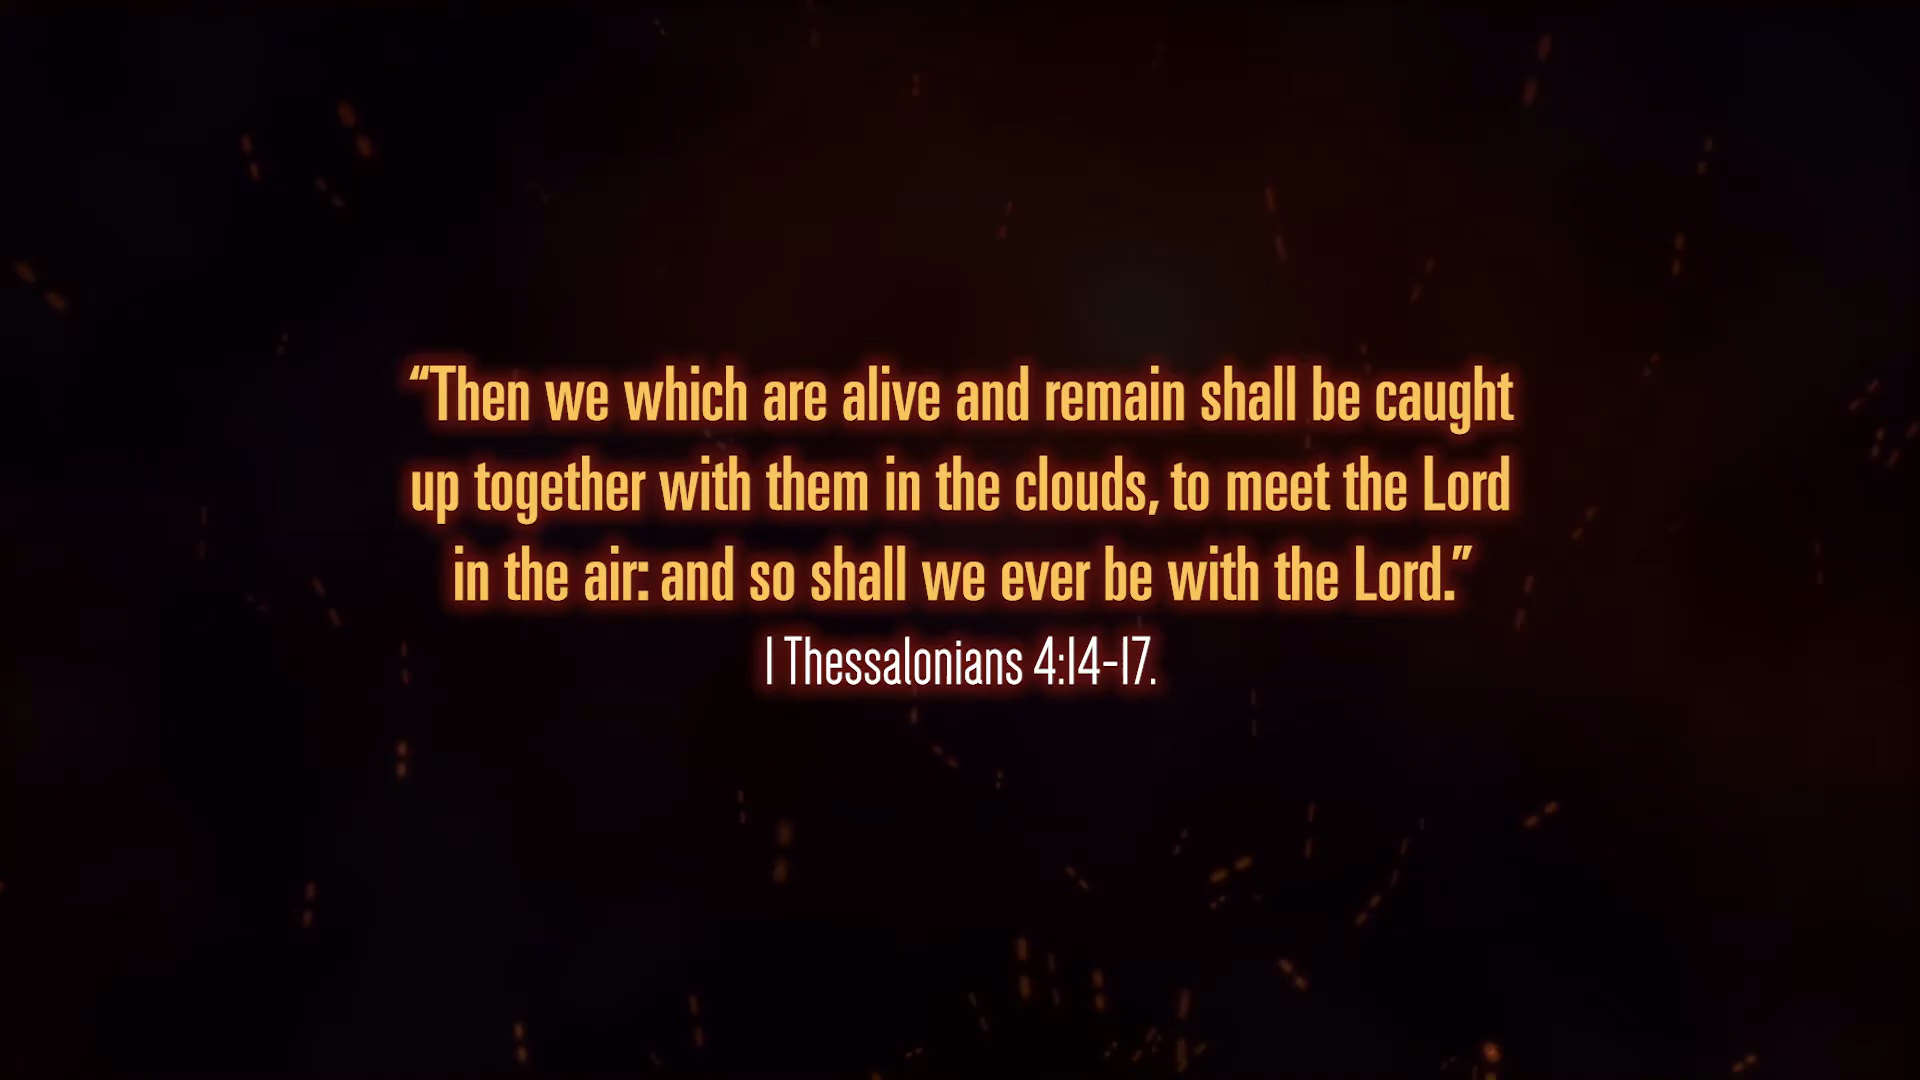 “Then we which are alive and remain shall be caught
up together with them in the clouds, to meet the Lord
in the air: and so shall we ever be with the Lord.”
I Thessalonians 4:14-17.